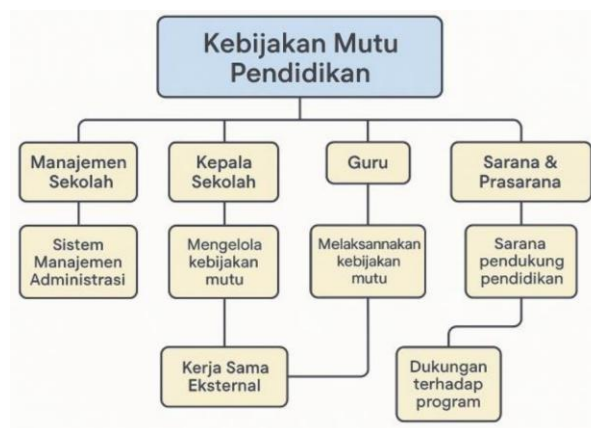 Kebijakan Mutu
Pendidikan
Manajemen
Sekolah
Kepala
Sekolah
Guru
Sarana &
Prasarana
Sistem
Manajemen
Administrasi
Mengelola
kebijakan
mutu
Melaksannakan
kebijakan
mutu
Sarana
pendukung
pendidikan
Kerja Sama
Eksternal
Dukungan
terhadap
program